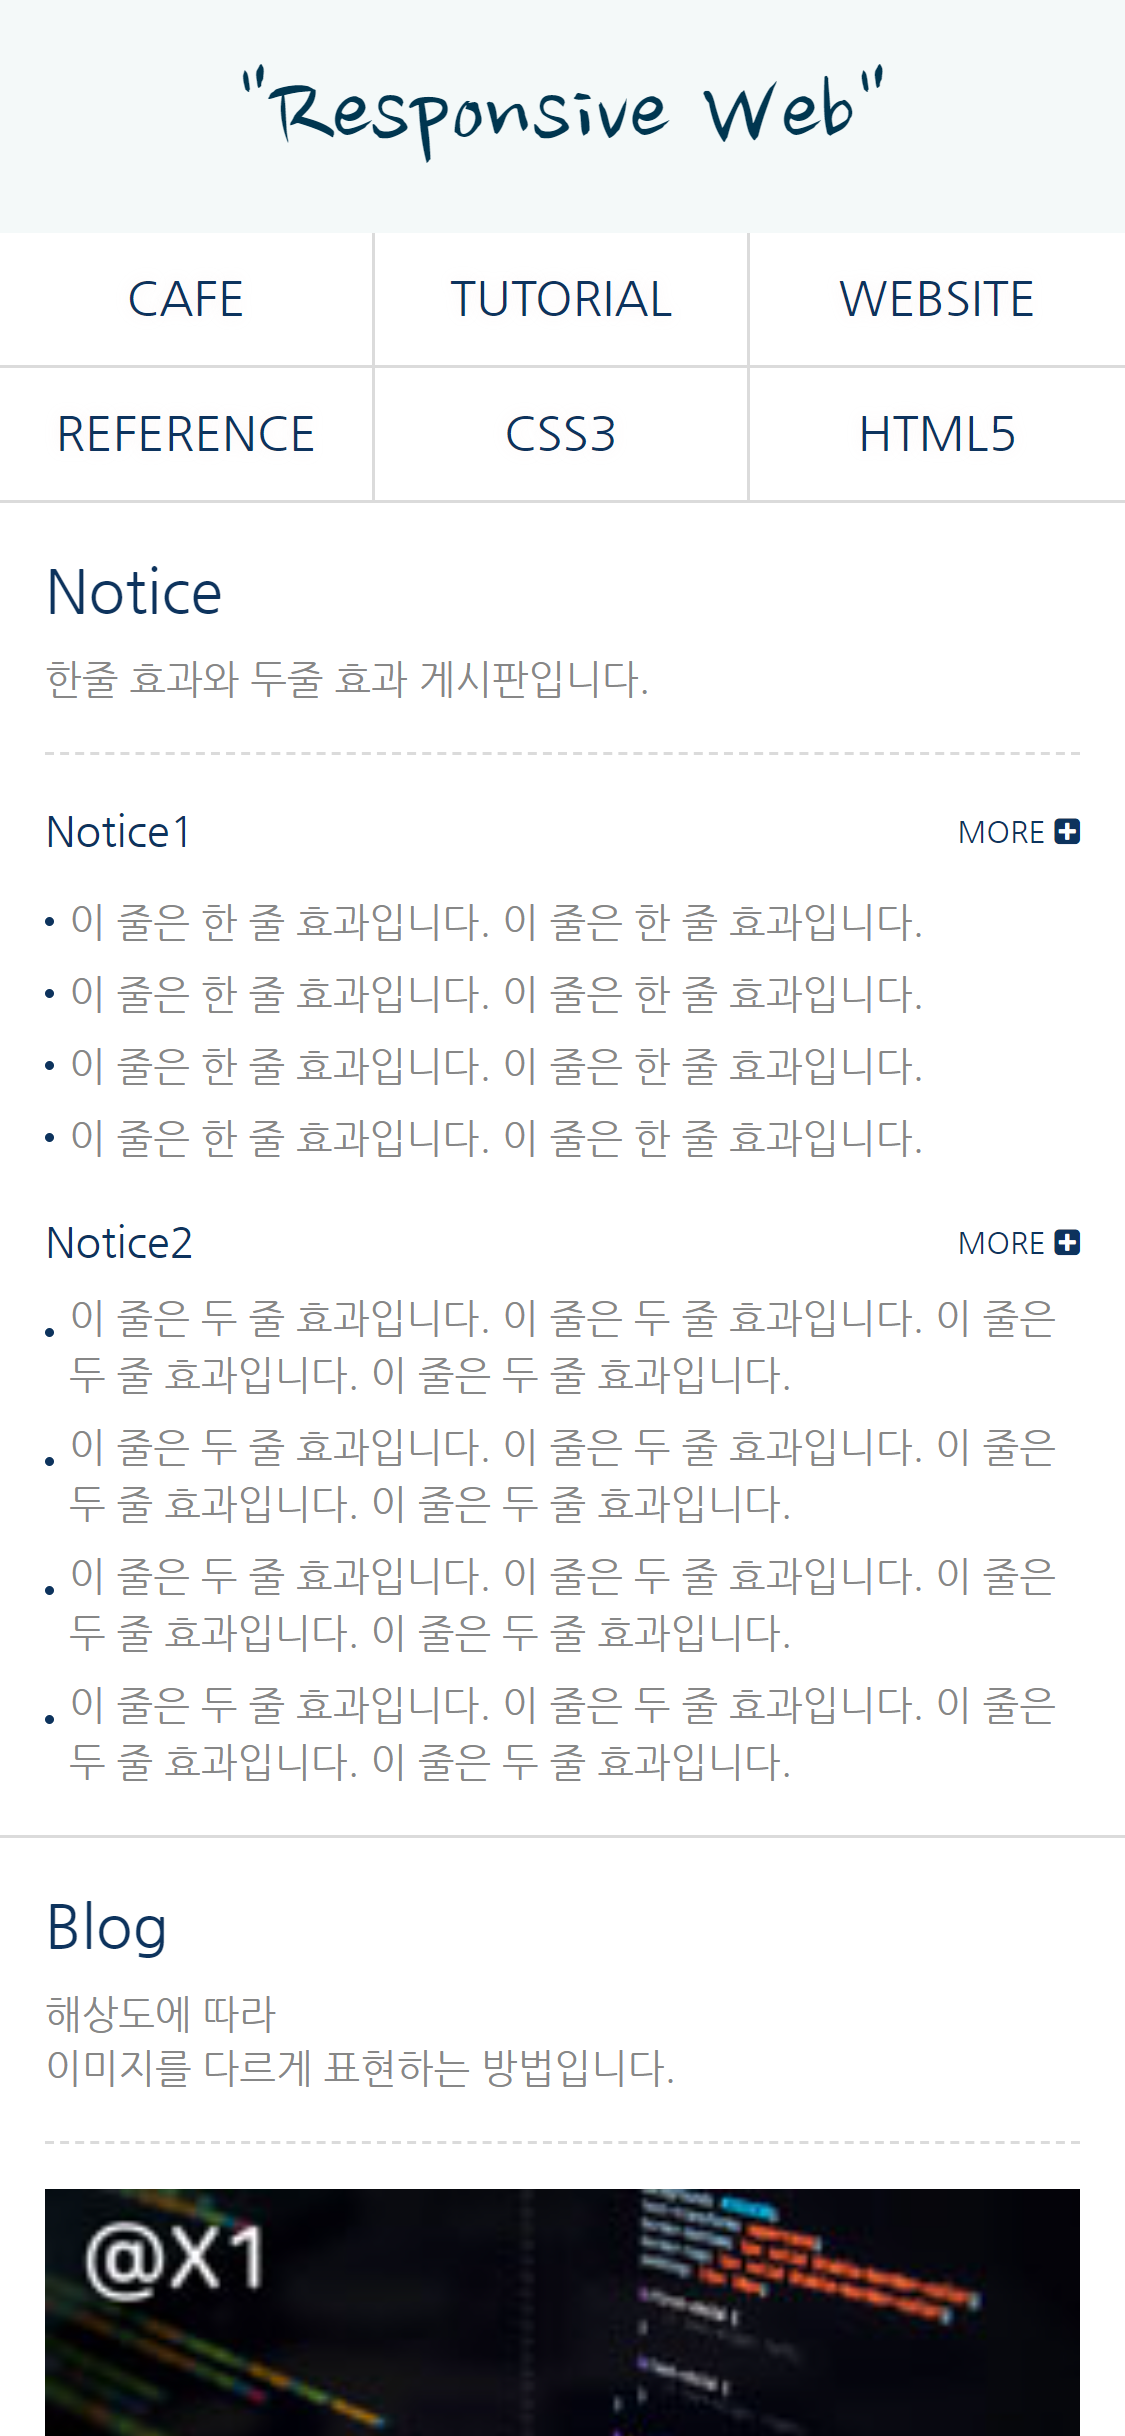 "Responsive Web"
CAFE TUTORIAL WEBSITE
REFERENCE CSS3 HTML5
Notice
한줄 효과와 두줄 효과 게시판입니다.
Notice1 MORE
• 이 줄은 한 줄 효과입니다. 이 줄은 한 줄 효과입니다.
• 이 줄은 한 줄 효과입니다. 이 줄은 한 줄 효과입니다.
• 이 줄은 한 줄 효과입니다. 이 줄은 한 줄 효과입니다.
• 이 줄은 한 줄 효과입니다. 이 줄은 한 줄 효과입니다.
Notice2 MORE
• 이 줄은 두 줄 효과입니다. 이 줄은 두 줄 효과입니다. 이 줄은
두 줄 효과입니다. 이 줄은 두 줄 효과입니다.
• 이 줄은 두 줄 효과입니다. 이 줄은 두 줄 효과입니다. 이 줄은
두 줄 효과입니다. 이 줄은 두 줄 효과입니다.
• 이 줄은 두 줄 효과입니다. 이 줄은 두 줄 효과입니다. 이 줄은
두 줄 효과입니다. 이 줄은 두 줄 효과입니다.
• 이 줄은 두 줄 효과입니다. 이 줄은 두 줄 효과입니다. 이 줄은
두 줄 효과입니다. 이 줄은 두 줄 효과입니다.
Blog
해상도에 따라
이미지를 다르게 표현하는 방법입니다.
@X1